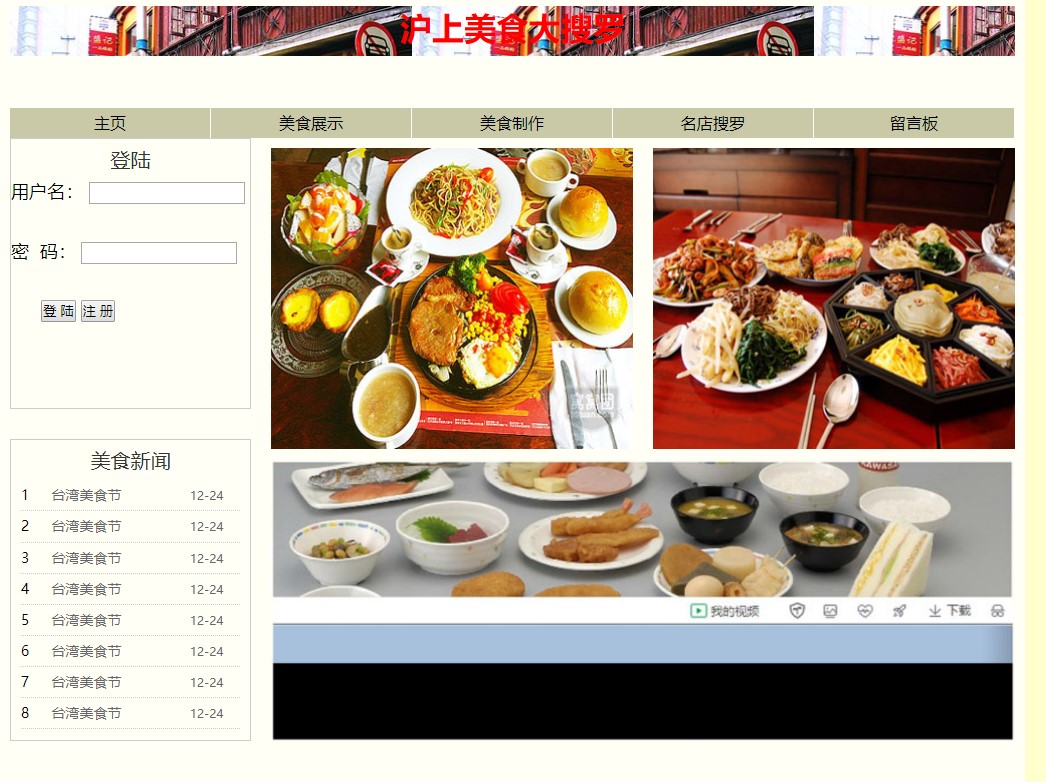 沪上美食大搜罗
主页 美食展示 美食制作 名店搜罗 留言板
登陆
用户名：
密 码：
登 陆 注 册
美食新闻
1 台湾美食节 12-24
2 台湾美食节 12-24
3 台湾美食节 12-24
4 台湾美食节 12-24
5 台湾美食节 12-24
6 台湾美食节 12-24
7 台湾美食节 12-24
8 台湾美食节 12-24
我的视频 下载